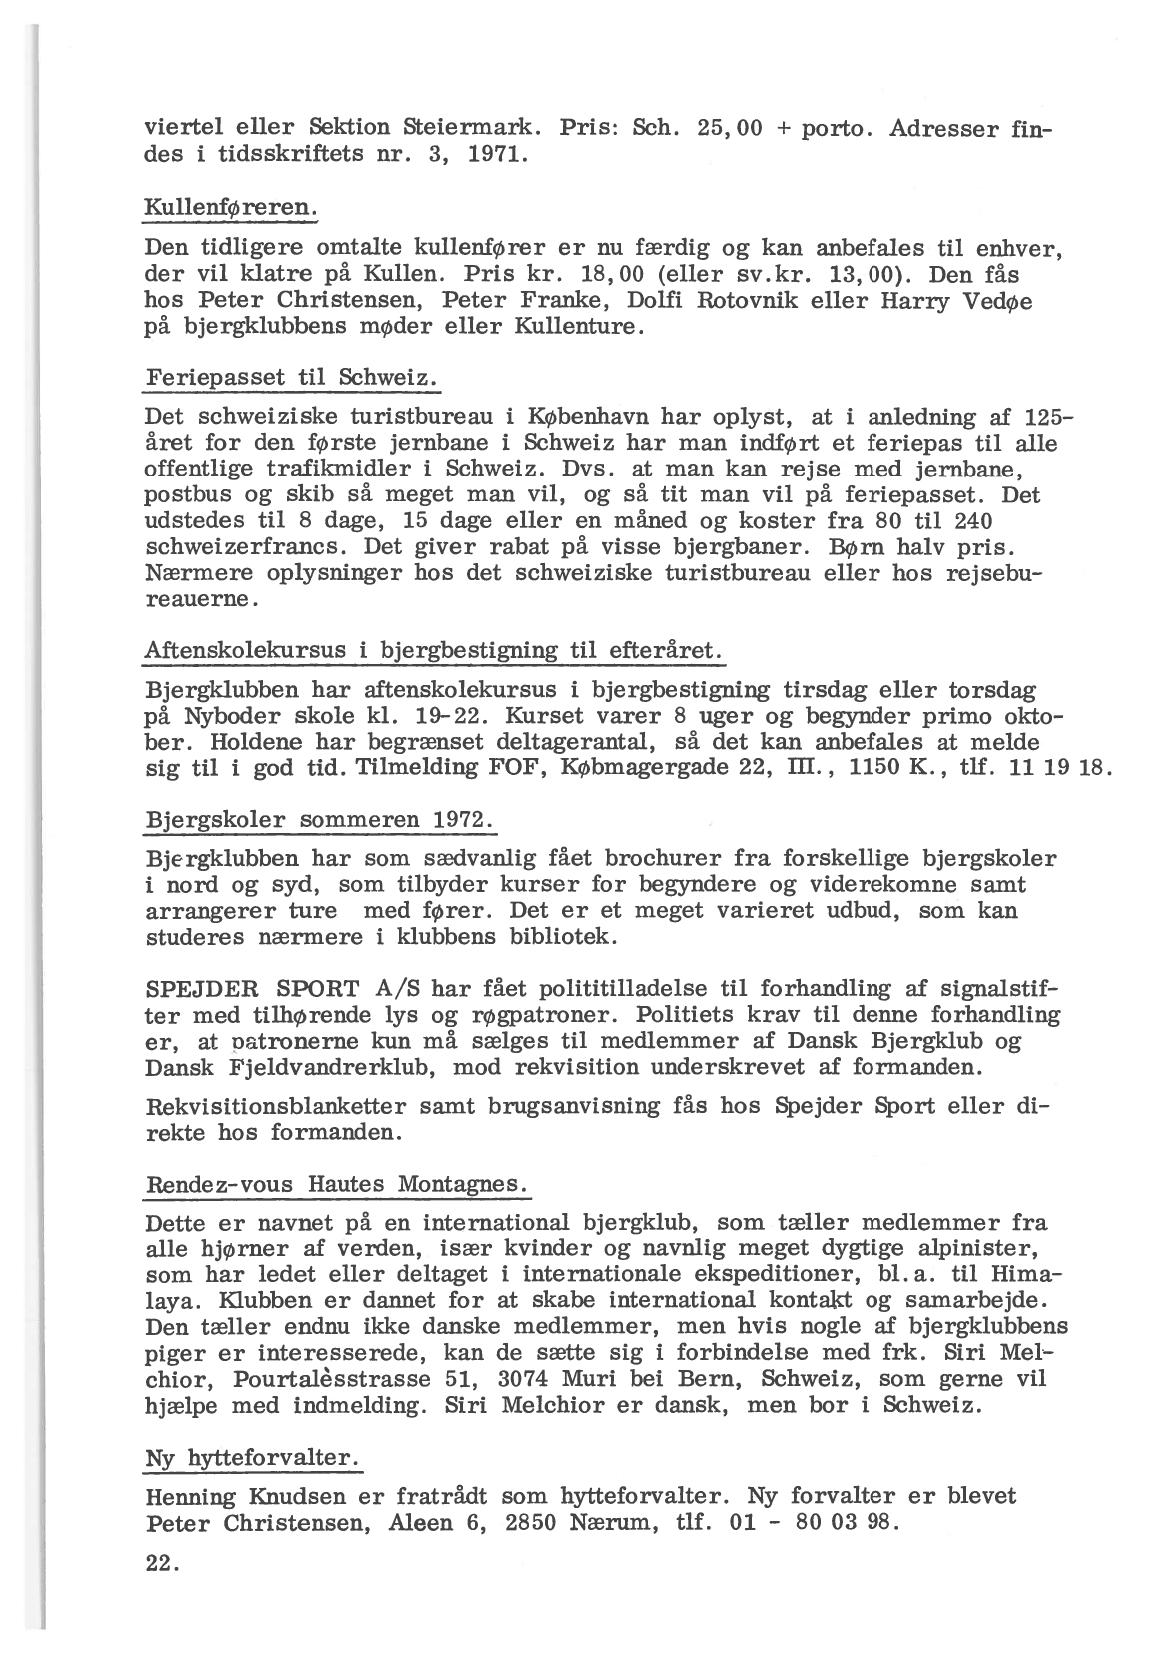 viertel eller Sektion Steiermark. Pris: Sch. 25,00 + porto. Adresser fin-
des i tidsskriftets nr. 3, 1971.
Kullenføreren.
Den tidligere omtalte kullenfører er nu færdig og kan anbefales til enhver,
der vil klatre på Kullen. Pris kr. 18,00 (eller sv.kr. 13,00). Den fås
hos Peter Christensen, Peter Franke, Dolfi Rotovnik eller Harry Vedøe
på bjergklubbens møder eller Kullenture.
Feriepasset til Schweiz.
Det schweiziske turistbureau i København har oplyst, at i anledning af 125-
året for den første jernbane i Schweiz har man indført et feriepas til alle
offentlige trafikmidler i Schweiz. Dvs. at man kan rejse med jernbane,
postbus og skib så meget man vil, og så tit man vil på feriepasset. Det
udstedes til 8 dage, 15 dage eller en måned og koster fra 80 til 240
schweizerfrancs. Det giver rabat på visse bjergbaner. Børn halv pris.
Nærmere oplysninger hos det schweiziske turistbureau eller hos rejsebu-
reauerne.
Aftenskolekursus i bjergbestigning til efteråret.
Bjergklubben har aftenskolekursus i bjergbestigning tirsdag eller torsdag
på Nyboder skole kl. 19-22. Kurset varer 8 uger og begynder primo okto-
ber. Holdene har begrænset deltagerantal, så det kan anbefales at melde
sig til i god tid. Tilmelding FOF, Købmagergade 22, III., 1150 K., tlf. 11 19 18.
Bjergskoler sommeren 1972.
Bjergklubben har som sædvanlig fået brochurer fra forskellige bjergskoler
i nord og syd, som tilbyder kurser for begyndere og viderekomne samt
arrangerer ture med fører. Det er et meget varieret udbud, som kan
studeres nærmere i klubbens bibliotek.
SPEJDER SPORT A/S har fået polititilladelse til forhandling af signalstif-
ter med tilhørende lys og røgpatroner. Politiets krav til denne forhandling
er, at patronerne kun må sælges til medlemmer af Dansk Bjergklub og
Dansk Fjeldvandrerklub, mod rekvisition underskrevet af formanden.
Rekvisitionsblanketter samt brugsanvisning fås hos Spejder Sport eller di-
rekte hos formanden.
Rendez-vous Hautes Montagnes.
Dette er navnet på en international bjergklub, som tæller medlemmer fra
alle hjørner af verden, især kvinder og navnlig meget dygtige alpinister,
som har ledet eller deltaget i internationale ekspeditioner, bl.a. til Hima-
laya. Klubben er dannet for at skabe international kontakt og samarbejde.
Den tæller endnu ikke danske medlemmer, men hvis nogle af bjergklubbens
piger er interesserede, kan de sætte sig i forbindelse med frk. Siri Mel-
chior, Pourtalèsstrasse 51, 3074 Muri bei Bern, Schweiz, som gerne vil
hjælpe med indmelding. Siri Melchior er dansk, men bor i Schweiz.
Ny hytteforvalter.
Henning Knudsen er fratrådt som hytteforvalter. Ny forvalter er blevet
Peter Christensen, Aleen 6, 2850 Nærum, tlf. 01 - 80 03 98.
22.